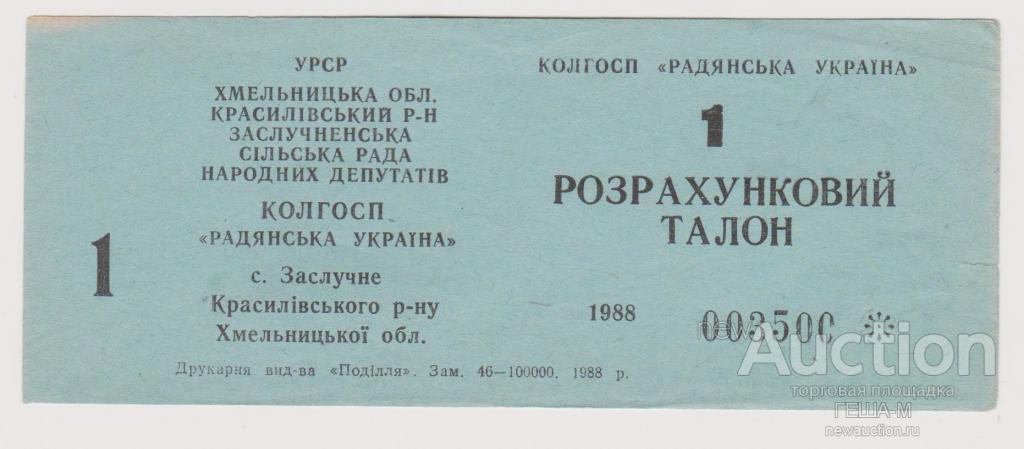 УРСР
ХМЕЛЬНИЦЬКА ОБЛ.
КРАСИЛІВСЬКИЙ Р-Н
ЗАСЛУЧНЕНСЬКА
СІЛЬСЬКА РАДА
НАРОДНИХ ДЕПУТАТІВ
КОЛГОСП
«РАДЯНСЬКА УКРАЇНА»
1
с. Заслучне
Красилівського р-ну
Хмельницької обл.
КОЛГОСП «РАДЯНСЬКА УКРАЇНА»
1
РОЗРАХУНКОВИЙ
ТАЛОН
1988 003500
Друкарня вид-ва «Поділля». Зам. 46—100000. 1988 р.
new
Auction
торговая площадка
ГЕША-М
newauction.ru